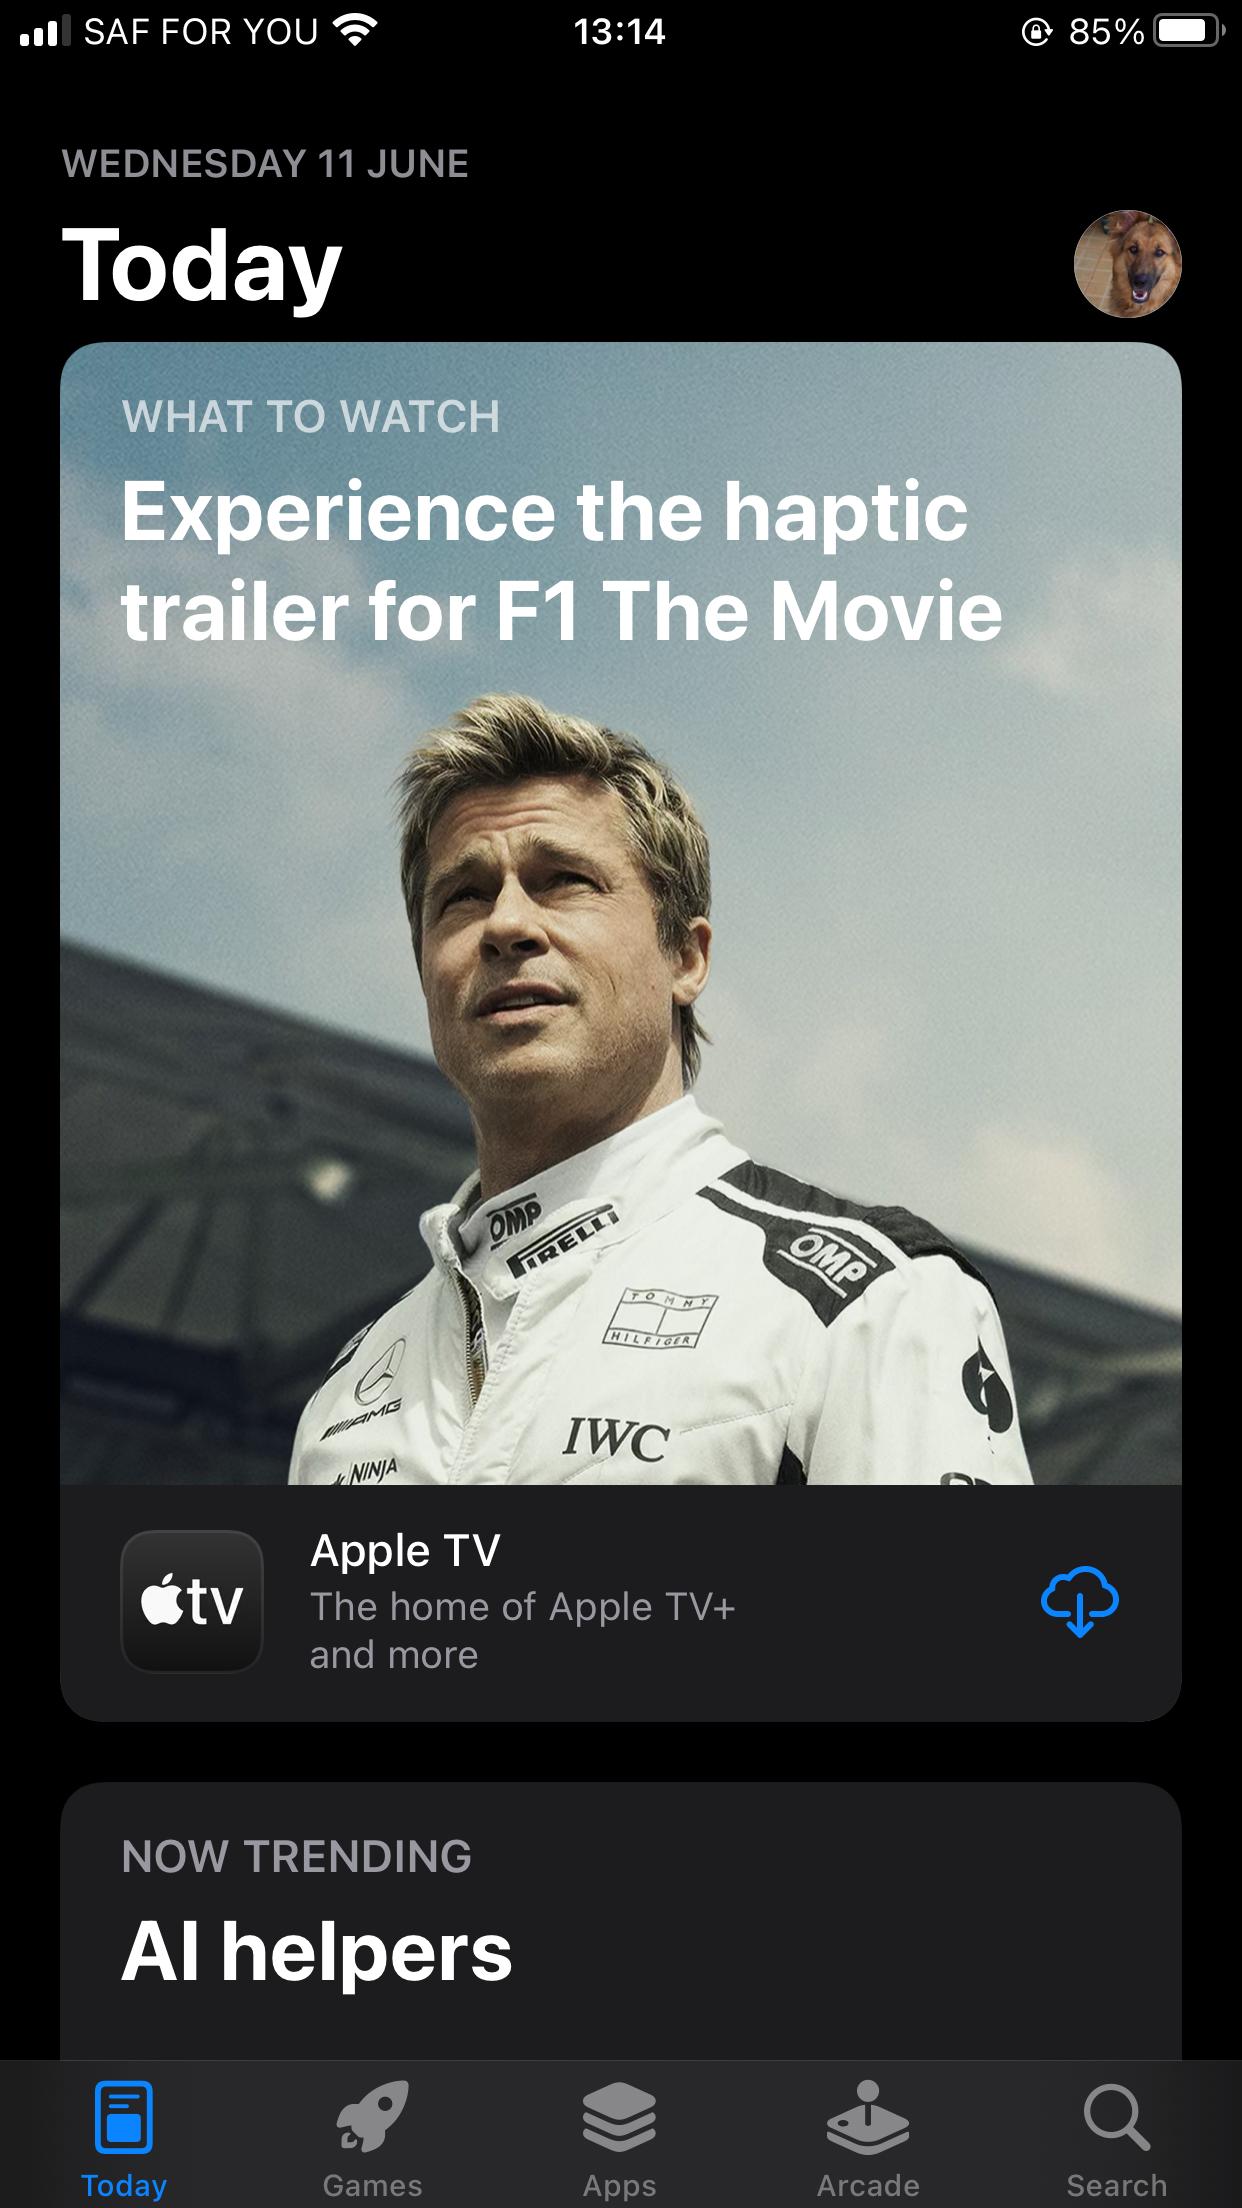 SAF FOR YOU 13:14 85%
WEDNESDAY 11 JUNE
Today
WHAT TO WATCH
Experience the haptic
trailer for F1 The Movie
OMP
PIRELLI
OMP
TOMMY
HILFIGER
AMG
IWC
NINJA
tv
Apple TV
The home of Apple TV+
and more
NOW TRENDING
AI helpers
Today Games Apps Arcade Search